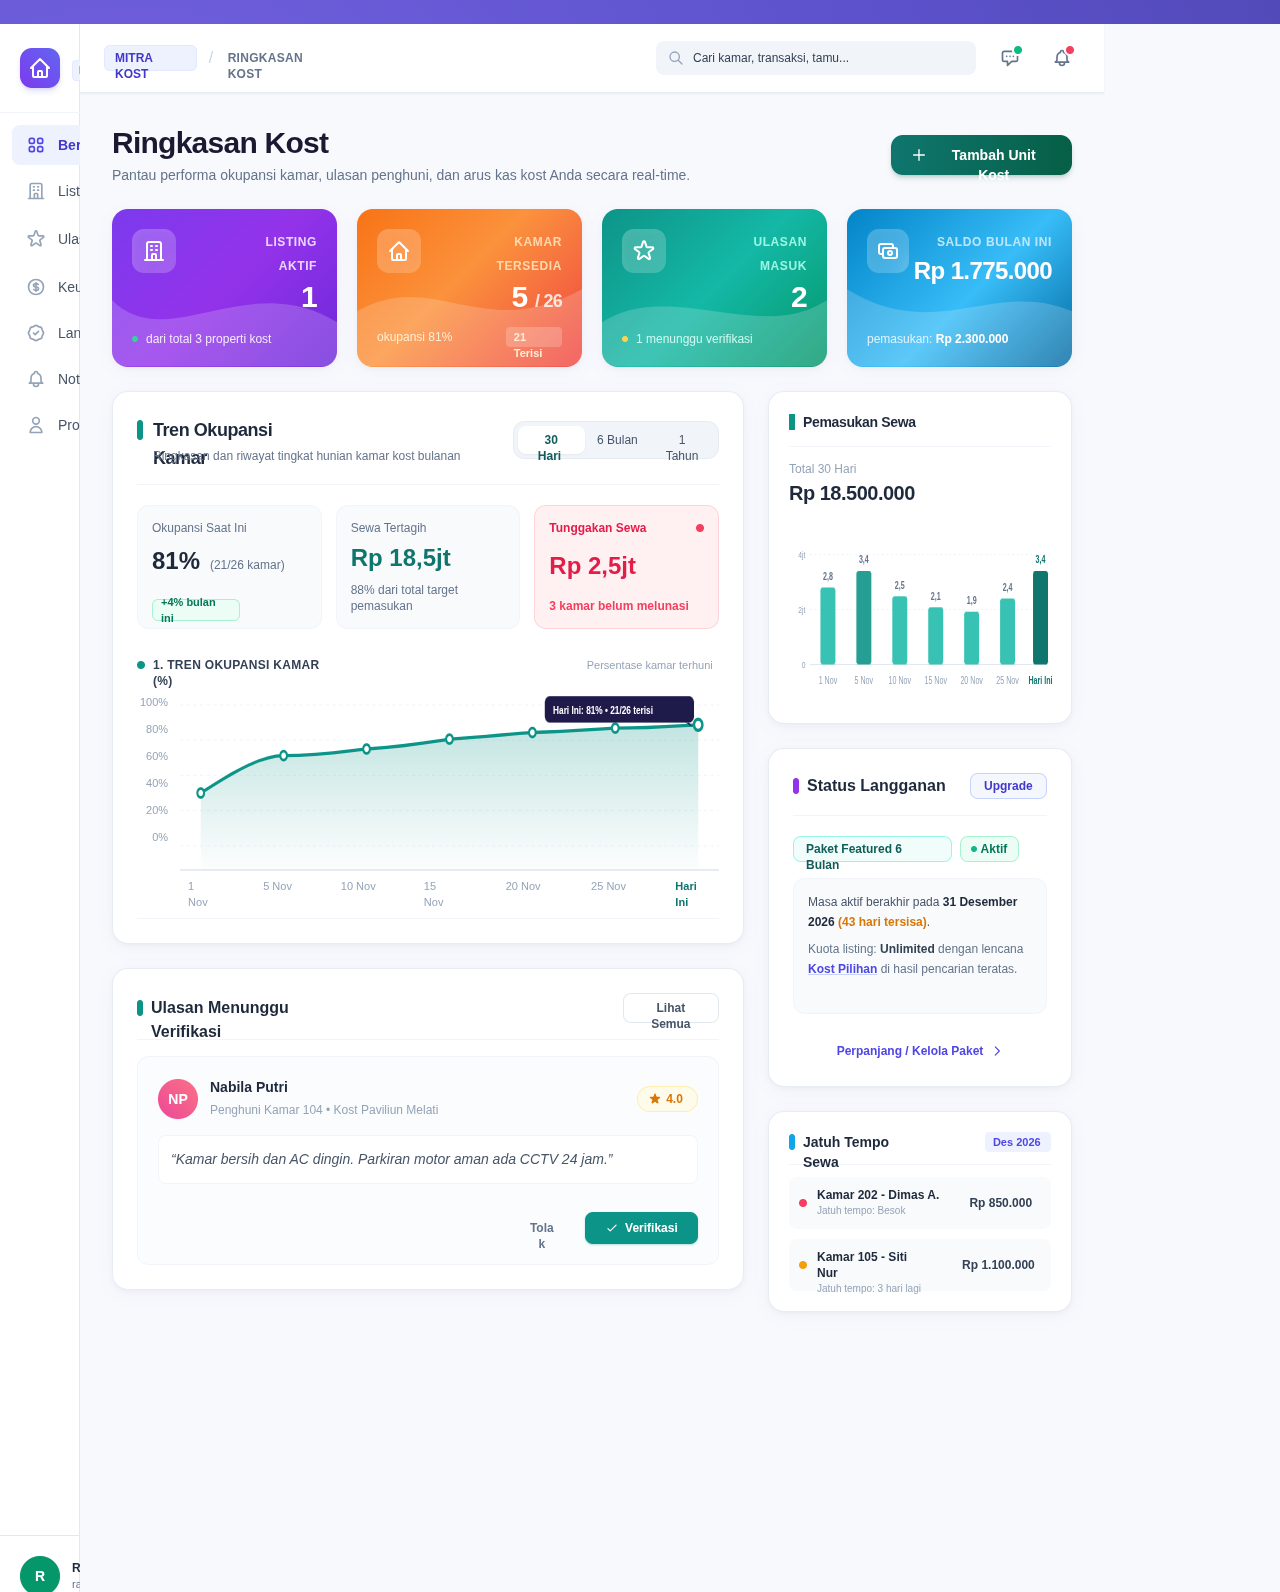 MITRA
KOST
/
RINGKASAN
KOST
Cari kamar, transaksi, tamu...
Ber
List
Ula
Keu
Lan
Not
Pro
R
Ringkasan Kost
Pantau performa okupansi kamar, ulasan penghuni, dan arus kas kost Anda secara real-time.
Tambah Unit
Kost
LISTING
AKTIF
1
dari total 3 properti kost
KAMAR
TERSEDIA
5 / 26
okupansi 81%
21
Terisi
ULASAN
MASUK
2
1 menunggu verifikasi
SALDO BULAN INI
Rp 1.775.000
pemasukan: Rp 2.300.000
Tren Okupansi
Kamar
Ringkasan dan riwayat tingkat hunian kamar kost bulanan
30
Hari
6 Bulan
1
Tahun
Okupansi Saat Ini
81% (21/26 kamar)
+4% bulan
ini
Sewa Tertagih
Rp 18,5jt
88% dari total target
pemasukan
Tunggakan Sewa
Rp 2,5jt
3 kamar belum melunasi
1. TREN OKUPANSI KAMAR
(%)
Persentase kamar terhuni
100%
80%
60%
40%
20%
0%
Hari Ini: 81% • 21/26 terisi
1
Nov
5 Nov
10 Nov
15
Nov
20 Nov
25 Nov
Hari
Ini
Ulasan Menunggu
Verifikasi
Lihat
Semua
NP
Nabila Putri
Penghuni Kamar 104 • Kost Paviliun Melati
4.0
“Kamar bersih dan AC dingin. Parkiran motor aman ada CCTV 24 jam.”
Tola
k
Verifikasi
Pemasukan Sewa
Total 30 Hari
Rp 18.500.000
4jt
2jt
0
2,8
3,4
2,5
2,1
1,9
2,4
3,4
1 Nov
5 Nov
10 Nov
15 Nov
20 Nov
25 Nov
Hari Ini
Status Langganan
Upgrade
Paket Featured 6
Bulan
Aktif
Masa aktif berakhir pada 31 Desember
2026 (43 hari tersisa).
Kuota listing: Unlimited dengan lencana
Kost Pilihan di hasil pencarian teratas.
Perpanjang / Kelola Paket
Jatuh Tempo
Sewa
Des 2026
Kamar 202 - Dimas A.
Jatuh tempo: Besok
Rp 850.000
Kamar 105 - Siti
Nur
Jatuh tempo: 3 hari lagi
Rp 1.100.000